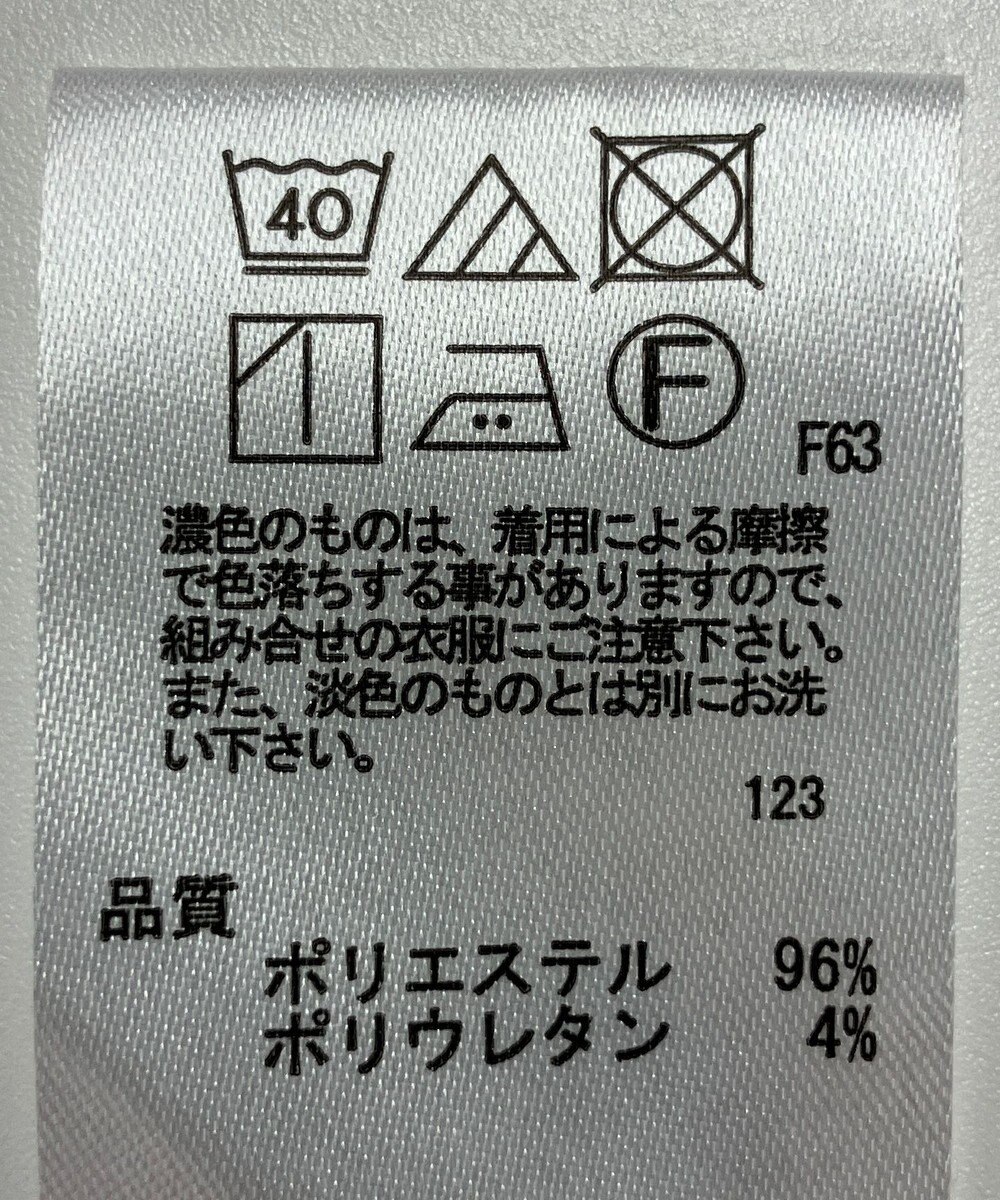 40
F
F63
濃色のものは、着用による摩擦
で色落ちする事がありますので、
組み合せの衣服にご注意下さい。
また、淡色のものとは別にお洗
い下さい。
123
品質
ポリエステル 96%
ポリウレタン 4%